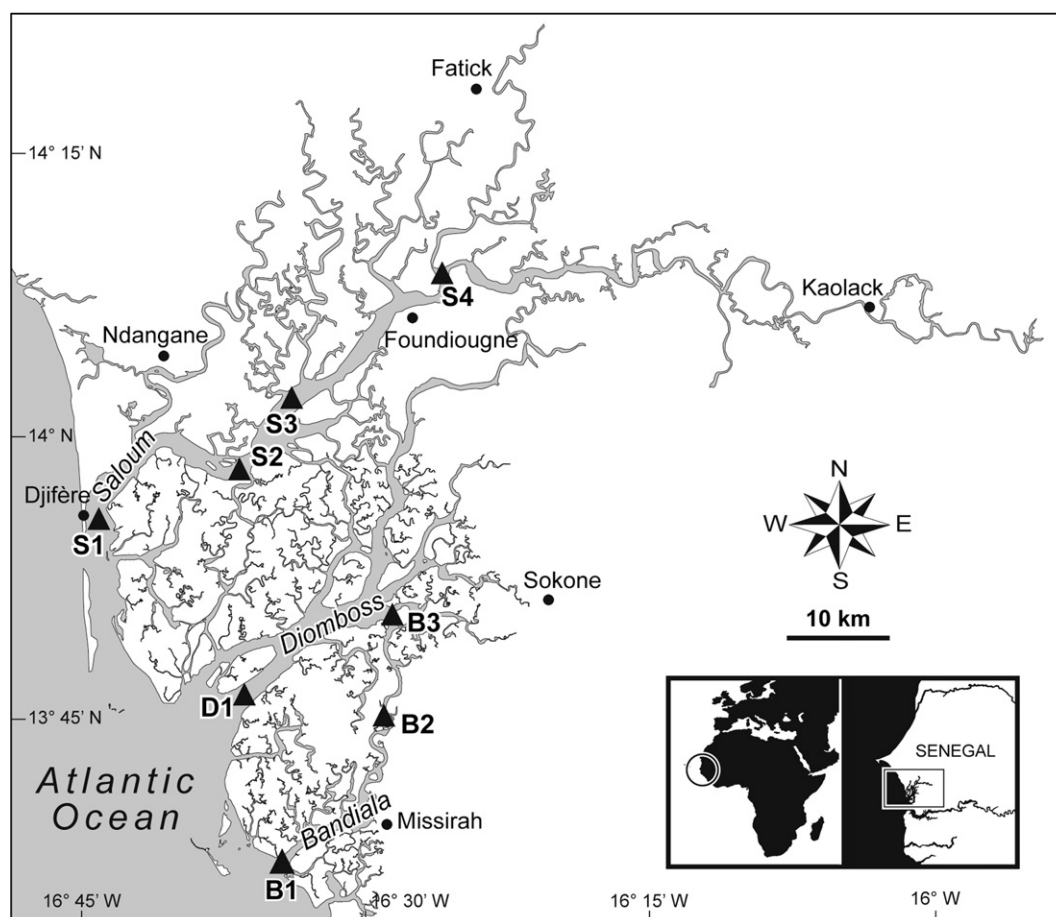 Fatick
14° 15' N
S4
Kaolack
Ndangane
Foundiougne
S3
14° N
S2
Saloum
Djifère
S1
N
W
E
S
Sokone
Diomboss
B3
10 km
D1
13° 45' N
B2
SENEGAL
Atlantic
Ocean
Missirah
Bandiala
B1
16° 45' W
16° 30' W
16° 15' W
16° W